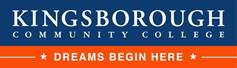 KINGSBOROUGH
COMMUNITY COLLEGE
★ DREAMS BEGIN HERE ★